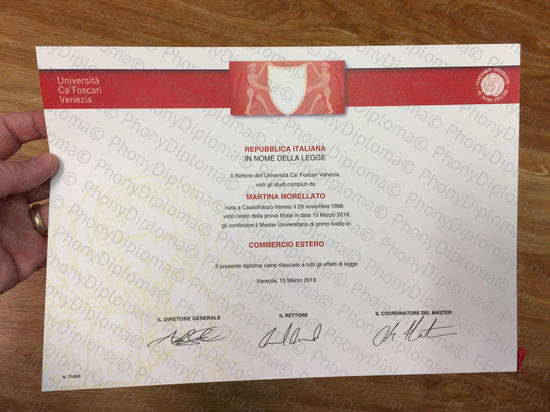 Università
Ca' Foscari
Venezia
REPUBBLICA ITALIANA
IN NOME DELLA LEGGE
Il Rettore dell'Università Ca' Foscari Venezia,
visti gli studi compiuti da
MARTINA MORELLATO
nata a Castelfranco Veneto il 29 novembre 1996
visto l'esito della prova finale in data 15 Marzo 2019,
gli conferisce il Master Universitario di primo livello in
COMMERCIO ESTERO
Il presente diploma viene rilasciato a tutti gli effetti di legge
Venezia, 15 Marzo 2019
IL DIRETORE GENERALE
IL RETTORE
IL COORDINATORE DEL MASTER
N. 71595
PhonyDiploma©